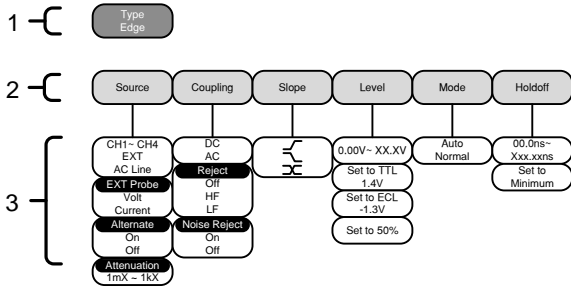 1
Type
Edge
2
Source
Coupling
Slope
Level
Mode
Holdoff
3
CH1~ CH4
EXT
AC Line
EXT Probe
Volt
Current
Alternate
On
Off
Attenuation
1mX ~ 1kX
DC
AC
Reject
Off
HF
LF
Noise Reject
On
Off
0.00V~ XX.XV
Set to TTL
1.4V
Set to ECL
-1.3V
Set to 50%
Auto
Normal
00.0ns~
Xxx.xxns
Set to
Minimum